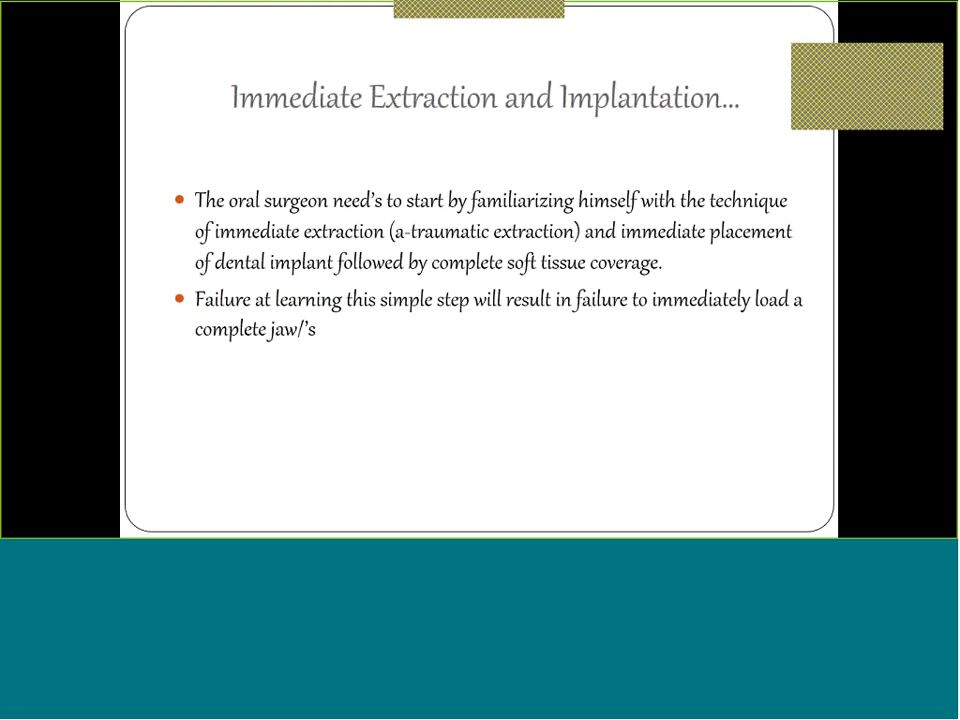 Immediate Extraction and Implantation...
• The oral surgeon need's to start by familiarizing himself with the technique
of immediate extraction (a-traumatic extraction) and immediate placement
of dental implant followed by complete soft tissue coverage.
• Failure at learning this simple step will result in failure to immediately load a
complete jaw/'s